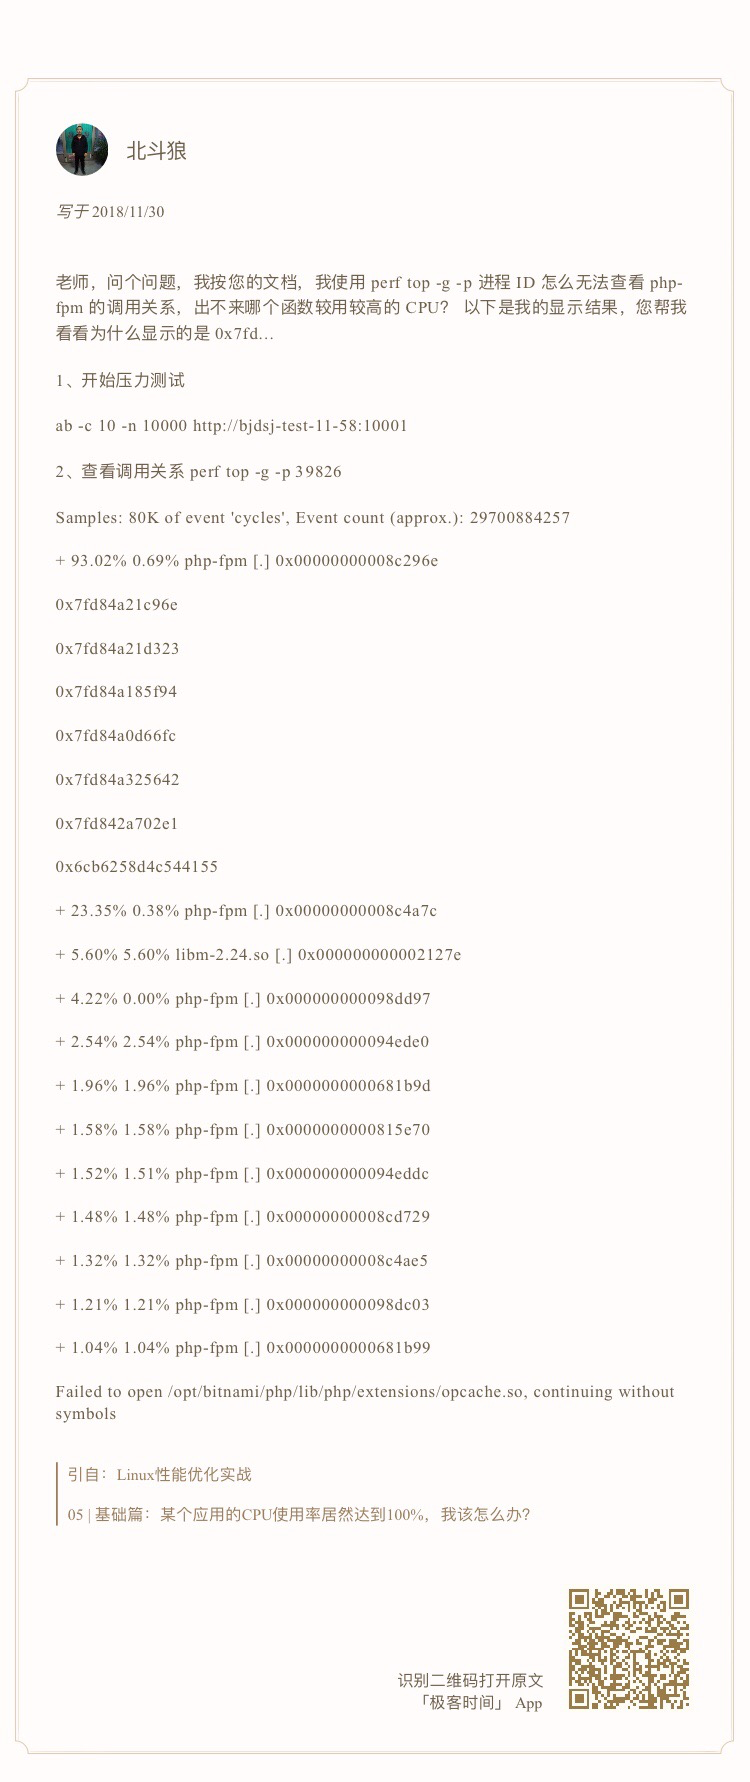 北斗狼
写于 2018/11/30
老师，问个问题，我按您的文档，我使用 perf top -g -p 进程 ID 怎么无法查看 php-
fpm 的调用关系，出不来哪个函数较用较高的 CPU？ 以下是我的显示结果，您帮我
看看为什么显示的是 0x7fd...
1、开始压力测试
ab -c 10 -n 10000 http://bjdsj-test-11-58:10001
2、查看调用关系 perf top -g -p 39826
Samples: 80K of event 'cycles', Event count (approx.): 29700884257
+ 93.02% 0.69% php-fpm [.] 0x00000000008c296e
0x7fd84a21c96e
0x7fd84a21d323
0x7fd84a185f94
0x7fd84a0d66fc
0x7fd84a325642
0x7fd842a702e1
0x6cb6258d4c544155
+ 23.35% 0.38% php-fpm [.] 0x00000000008c4a7c
+ 5.60% 5.60% libm-2.24.so [.] 0x000000000002127e
+ 4.22% 0.00% php-fpm [.] 0x000000000098dd97
+ 2.54% 2.54% php-fpm [.] 0x000000000094ede0
+ 1.96% 1.96% php-fpm [.] 0x0000000000681b9d
+ 1.58% 1.58% php-fpm [.] 0x0000000000815e70
+ 1.52% 1.51% php-fpm [.] 0x000000000094eddc
+ 1.48% 1.48% php-fpm [.] 0x00000000008cd729
+ 1.32% 1.32% php-fpm [.] 0x00000000008c4ae5
+ 1.21% 1.21% php-fpm [.] 0x000000000098dc03
+ 1.04% 1.04% php-fpm [.] 0x0000000000681b99
Failed to open /opt/bitnami/php/lib/php/extensions/opcache.so, continuing without
symbols
引自：Linux性能优化实战
05 | 基础篇：某个应用的CPU使用率居然达到100%，我该怎么办？
识别二维码打开原文
「极客时间」 App